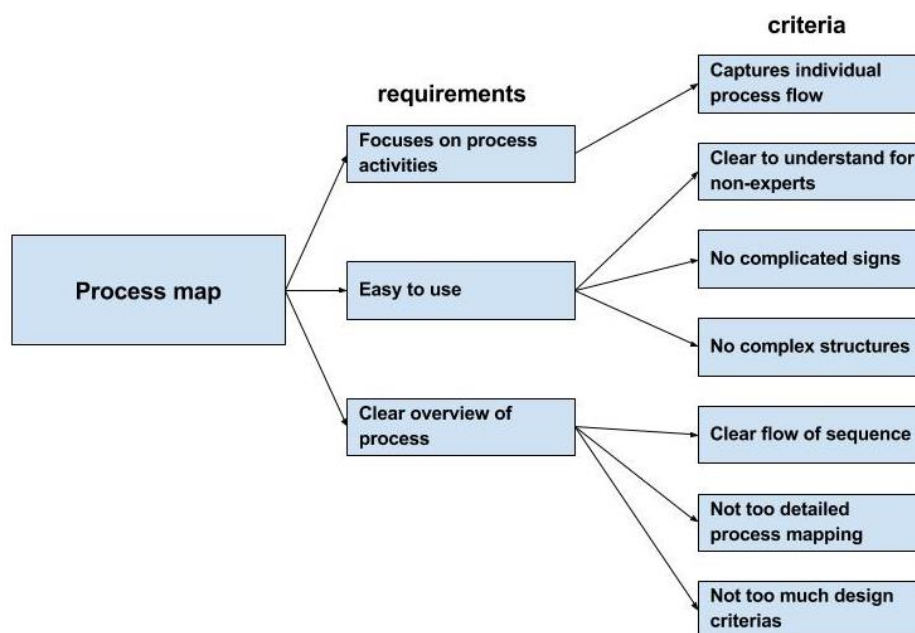 criteria
Captures individual
process flow
requirements
Focuses on process
activities
Clear to understand for
non-experts
No complicated signs
Process map
Easy to use
No complex structures
Clear overview of
process
Clear flow of sequence
Not too detailed
process mapping
Not too much design
criterias